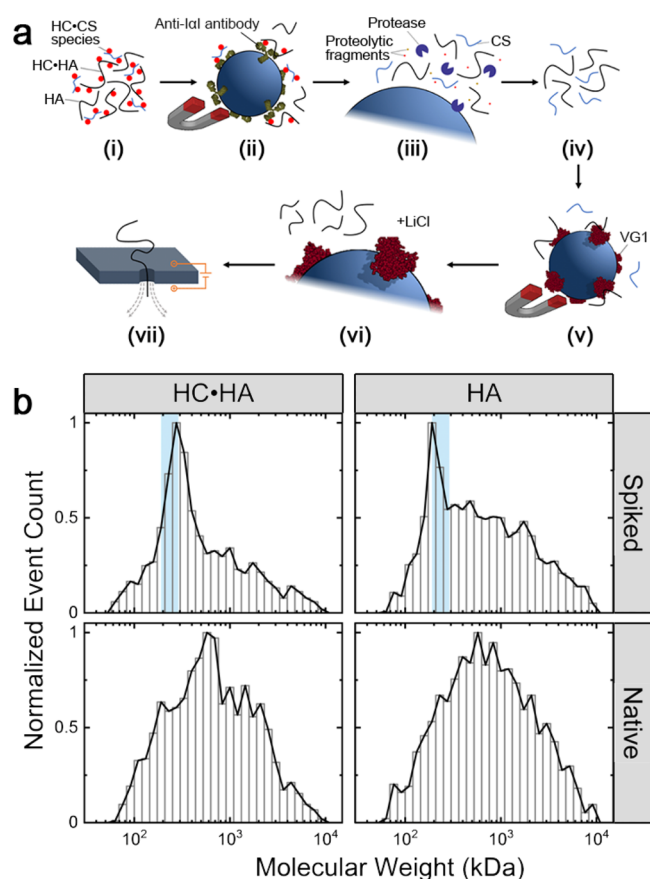 a
HC•CS
species
HC•HA
HA
(i)
Anti-IαI antibody
(ii)
Protease
Proteolytic
fragments
CS
(iii)
(iv)
VG1
(v)
+LiCl
(vi)
(vii)
b
HC•HA
HA
Normalized Event Count
1
0.5
0
Spiked
1
0.5
0
Native
10² 10³ 10⁴
10² 10³ 10⁴
Molecular Weight (kDa)